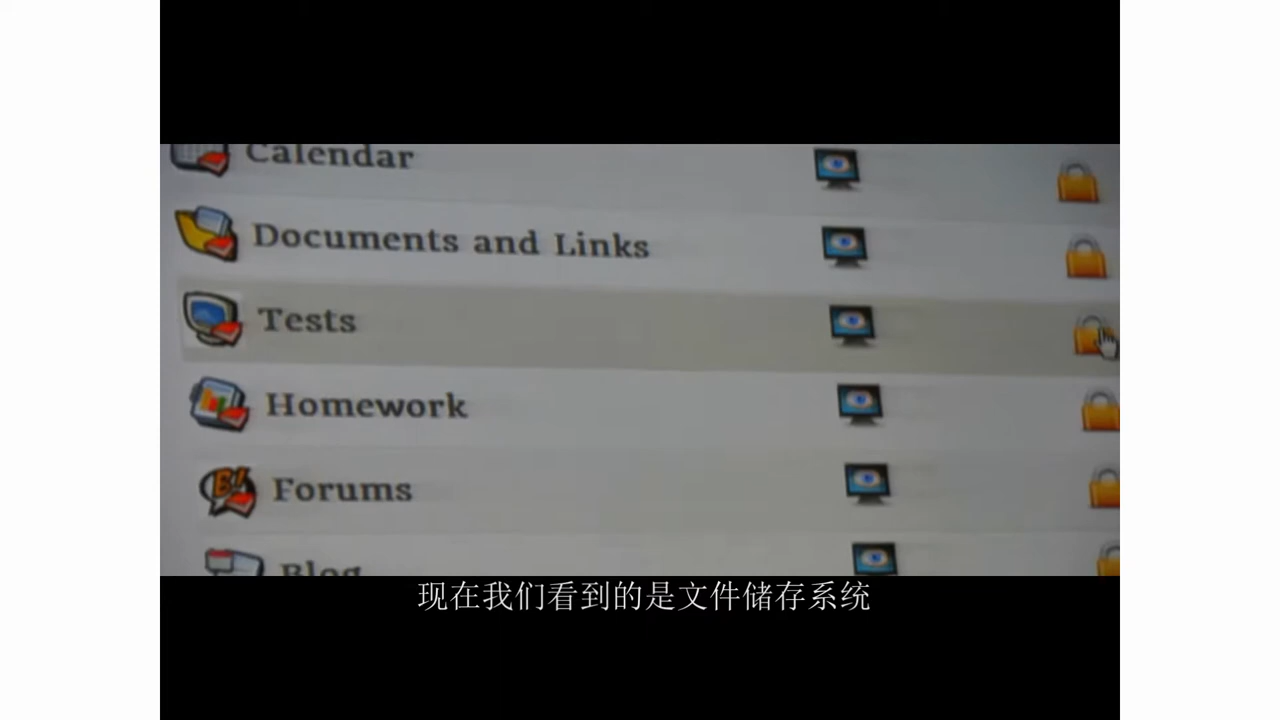 Calendar
Documents and Links
Tests
Homework
Forums
Blog
现在我们看到的是文件储存系统